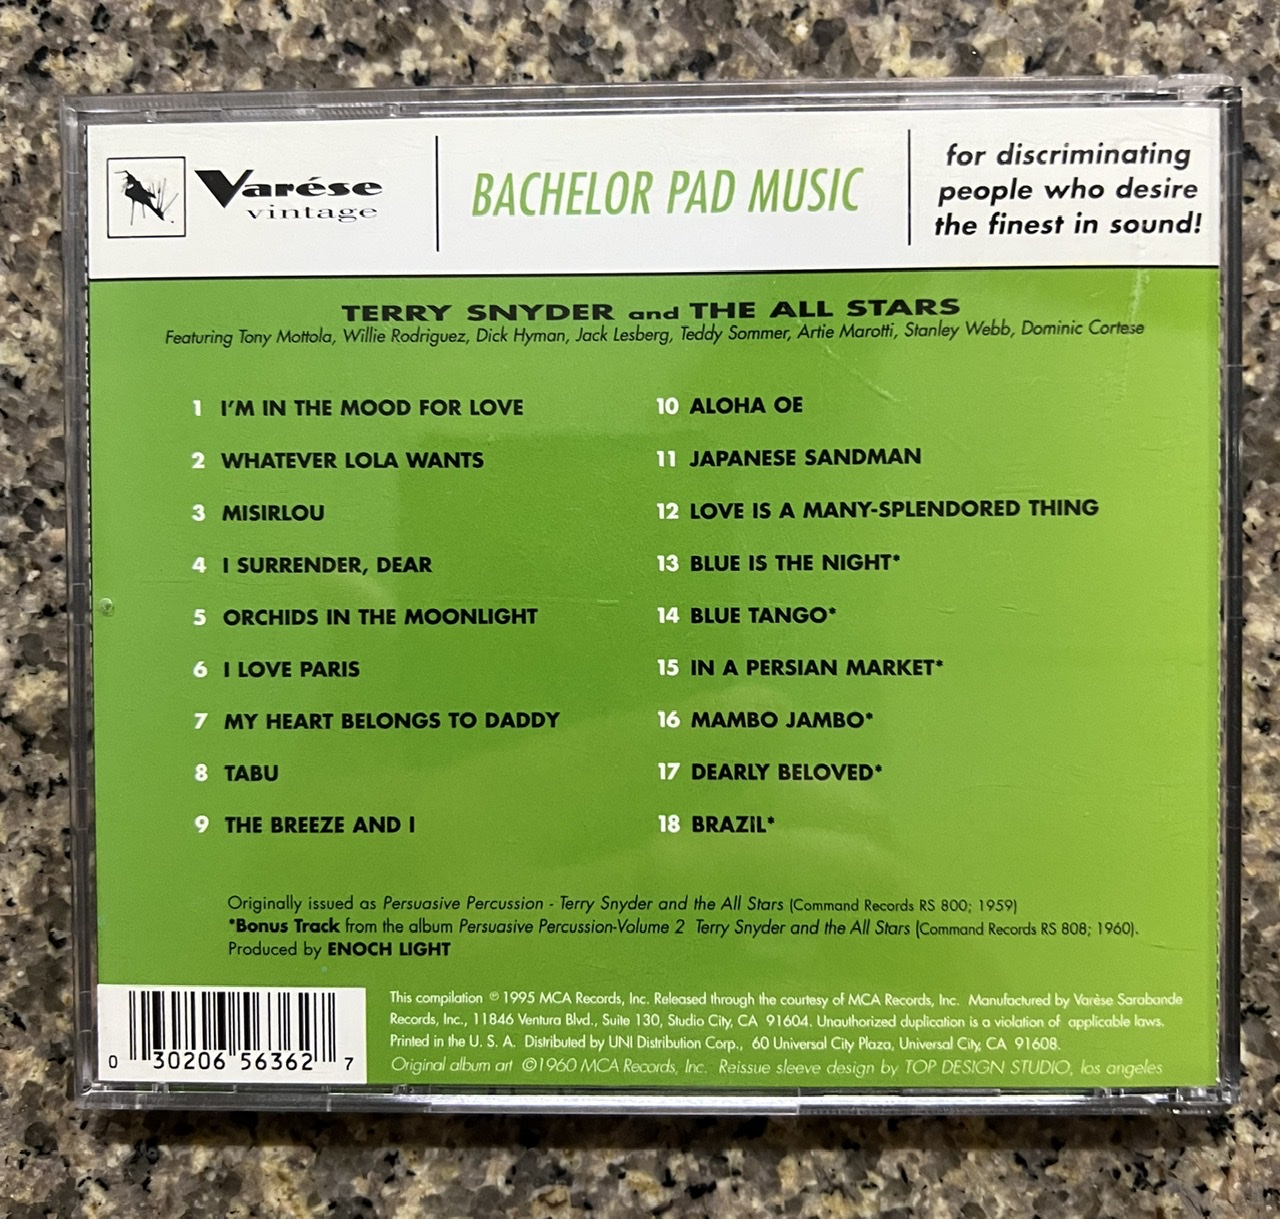 Varése
vintage
BACHELOR PAD MUSIC
for discriminating
people who desire
the finest in sound!
TERRY SNYDER and THE ALL STARS
Featuring Tony Mottola, Willie Rodriguez, Dick Hyman, Jack Lesberg, Teddy Sommer, Artie Marotti, Stanley Webb, Dominic Cortese
1 I'M IN THE MOOD FOR LOVE
2 WHATEVER LOLA WANTS
3 MISIRLOU
4 I SURRENDER, DEAR
5 ORCHIDS IN THE MOONLIGHT
6 I LOVE PARIS
7 MY HEART BELONGS TO DADDY
8 TABU
9 THE BREEZE AND I
10 ALOHA OE
11 JAPANESE SANDMAN
12 LOVE IS A MANY-SPLENDORED THING
13 BLUE IS THE NIGHT*
14 BLUE TANGO*
15 IN A PERSIAN MARKET*
16 MAMBO JAMBO*
17 DEARLY BELOVED*
18 BRAZIL*
Originally issued as Persuasive Percussion - Terry Snyder and the All Stars (Command Records RS 800; 1959)
*Bonus Track from the album Persuasive Percussion-Volume 2 Terry Snyder and the All Stars (Command Records RS 808; 1960).
Produced by ENOCH LIGHT
0 30206 56362 7
This compilation ℗ 1995 MCA Records, Inc. Released through the courtesy of MCA Records, Inc. Manufactured by Varèse Sarabande
Records, Inc., 11846 Ventura Blvd., Suite 130, Studio City, CA 91604. Unauthorized duplication is a violation of applicable laws.
Printed in the U. S. A. Distributed by UNI Distribution Corp., 60 Universal City Plaza, Universal City, CA 91608.
Original album art ©1960 MCA Records, Inc. Reissue sleeve design by TOP DESIGN STUDIO, los angeles